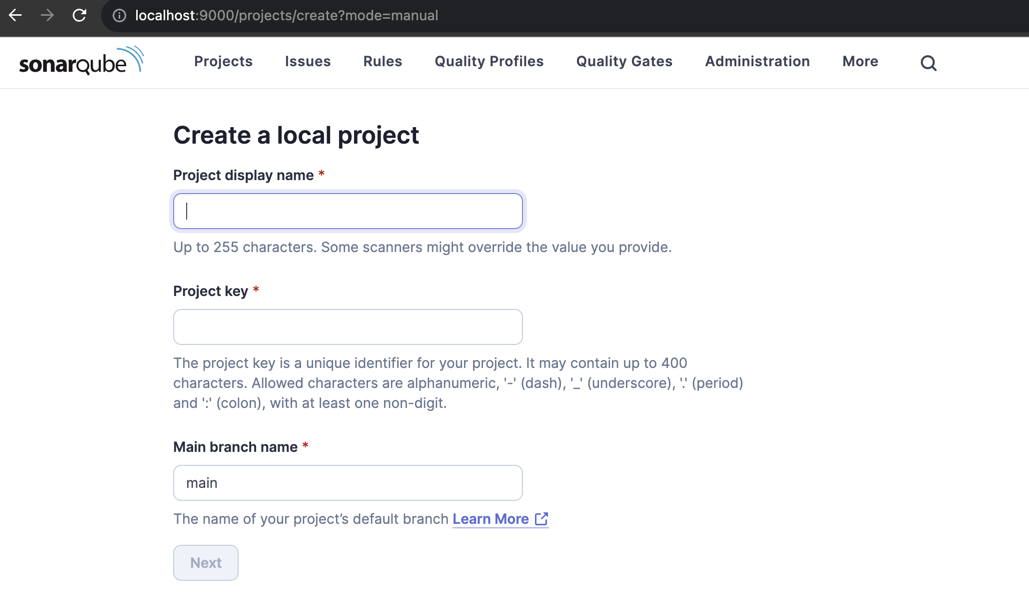 localhost:9000/projects/create?mode=manual
sonarqube
Projects Issues Rules Quality Profiles Quality Gates Administration More
Create a local project
Project display name *
Up to 255 characters. Some scanners might override the value you provide.
Project key *
The project key is a unique identifier for your project. It may contain up to 400
characters. Allowed characters are alphanumeric, '-' (dash), '_' (underscore), '.' (period)
and ':' (colon), with at least one non-digit.
Main branch name *
main
The name of your project’s default branch Learn More
Next